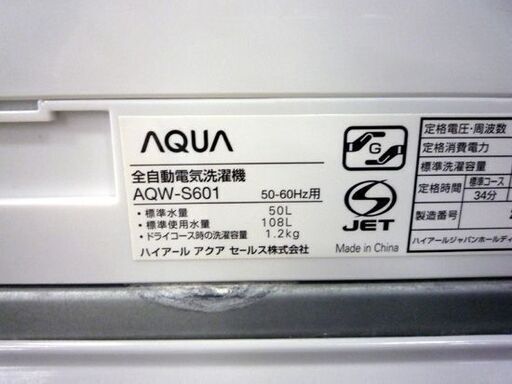 AQUA
全自動電気洗濯機
AQW-S601 50-60Hz用
・標準水量 50L
・標準使用水量 108L
・ドライコース時の洗濯容量 1.2kg
ハイアール アクア セールス株式会社
G
S
JET
Made in China
定格電圧・周波数
定格消費電力
標準洗濯容量
定格時間 標準コース 34分
製造番号
ハイアールジャパンホールディ